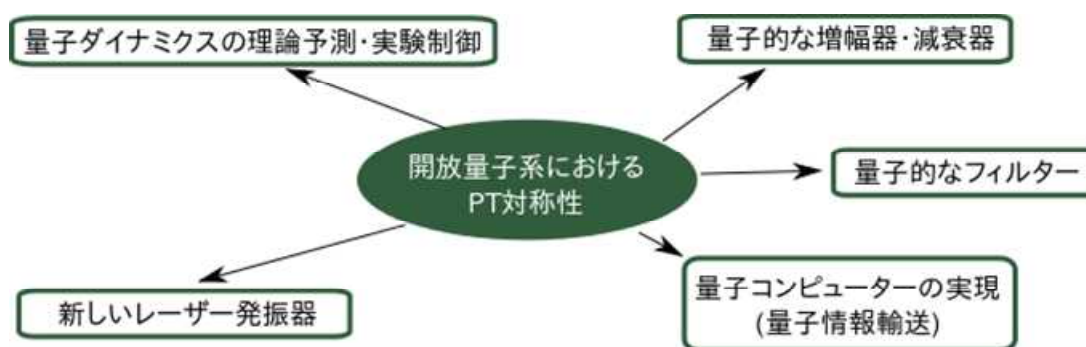 量子ダイナミクスの理論予測・実験制御
量子的な増幅器・減衰器
開放量子系における
PT対称性
量子的なフィルター
新しいレーザー発振器
量子コンピューターの実現
(量子情報輸送)